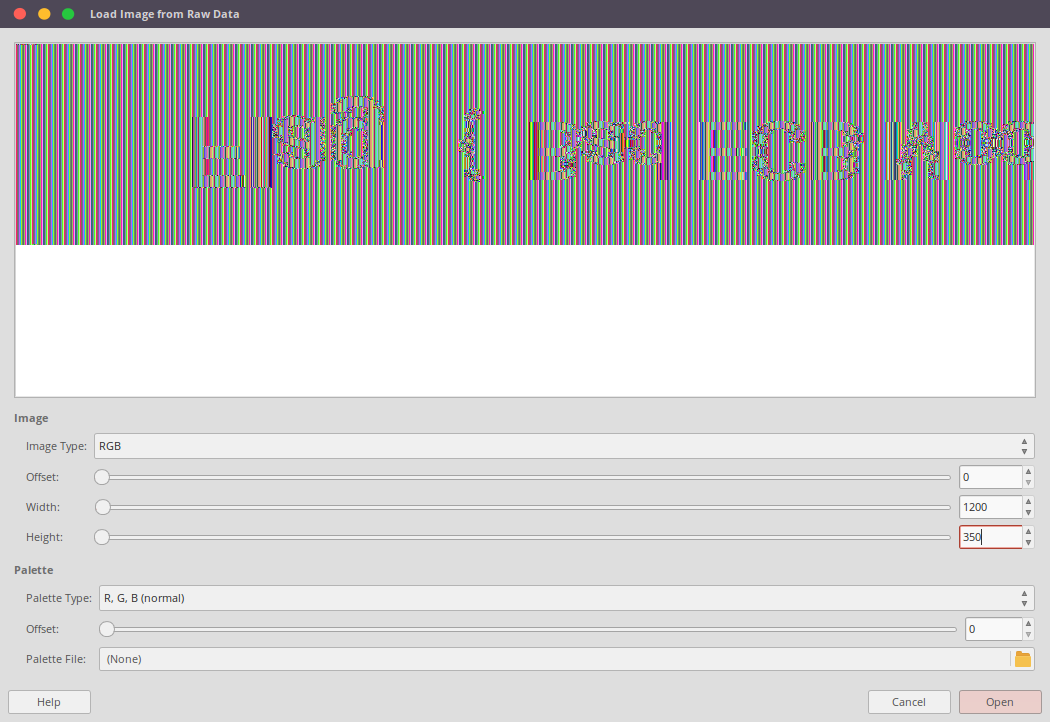 Load Image from Raw Data
ECB
Image
Image Type: RGB
Offset: 0
Width: 1200
Height: 350
Palette
Palette Type: R, G, B (normal)
Offset: 0
Palette File: (None)
Help Cancel Open